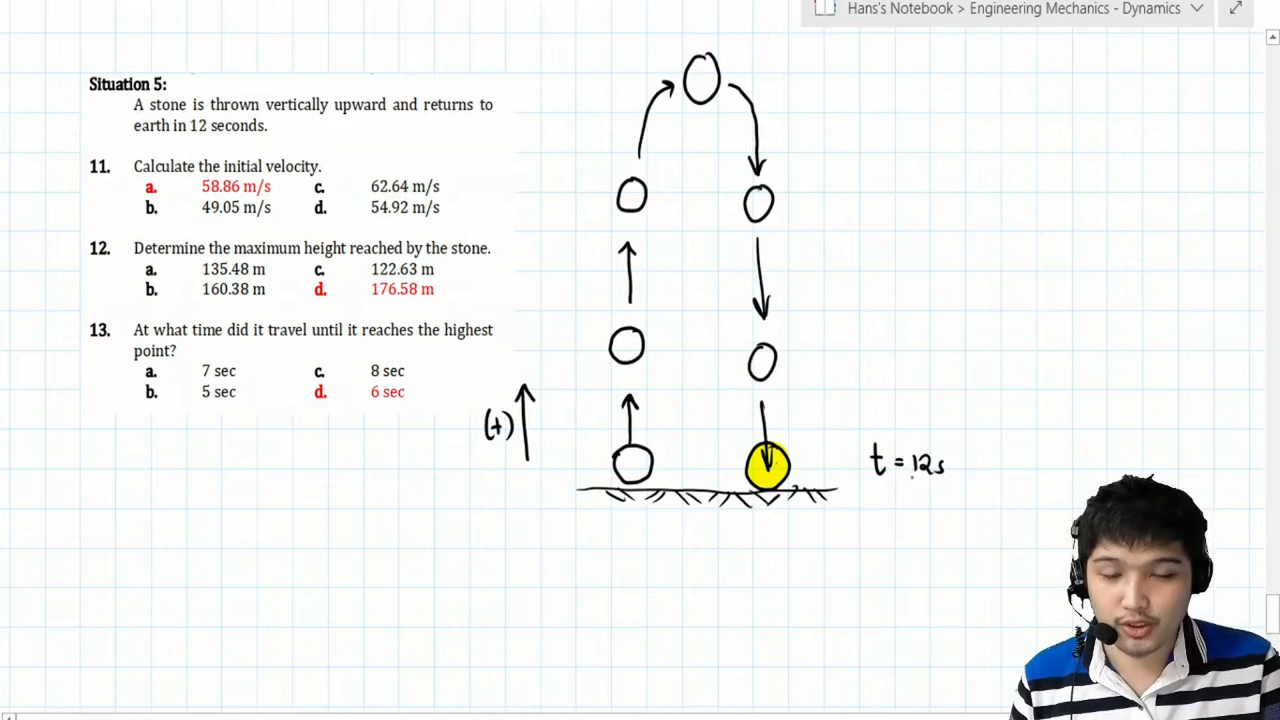 Hans's Notebook > Engineering Mechanics - Dynamics
Situation 5:
A stone is thrown vertically upward and returns to
earth in 12 seconds.
11. Calculate the initial velocity.
a. 58.86 m/s c. 62.64 m/s
b. 49.05 m/s d. 54.92 m/s
12. Determine the maximum height reached by the stone.
a. 135.48 m c. 122.63 m
b. 160.38 m d. 176.58 m
13. At what time did it travel until it reaches the highest
point?
a. 7 sec c. 8 sec
b. 5 sec d. 6 sec
(+)
t = 12s